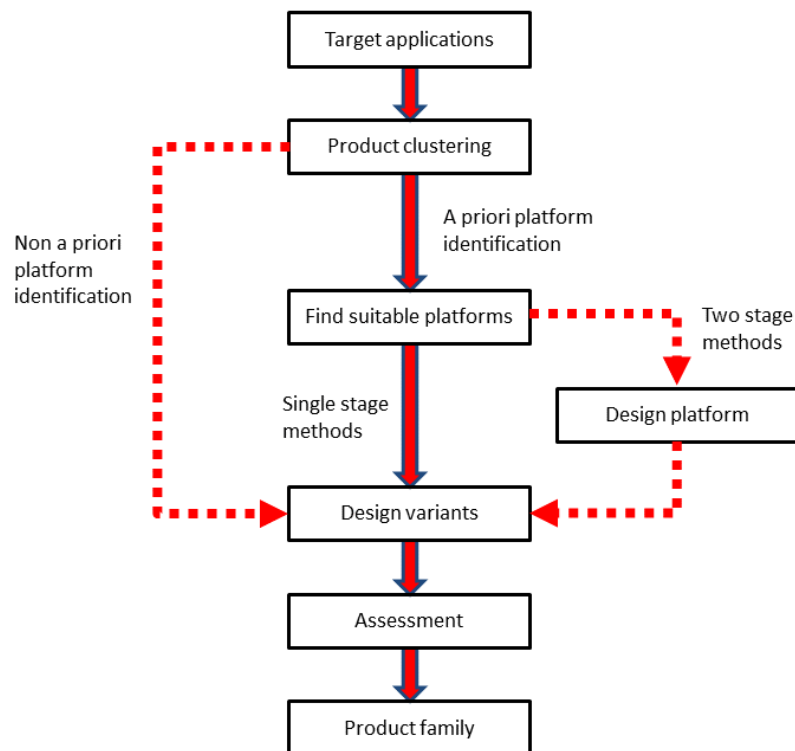 Target applications
Product clustering
A priori platform
identification
Non a priori
platform
identification
Find suitable platforms
Two stage
methods
Single stage
methods
Design platform
Design variants
Assessment
Product family